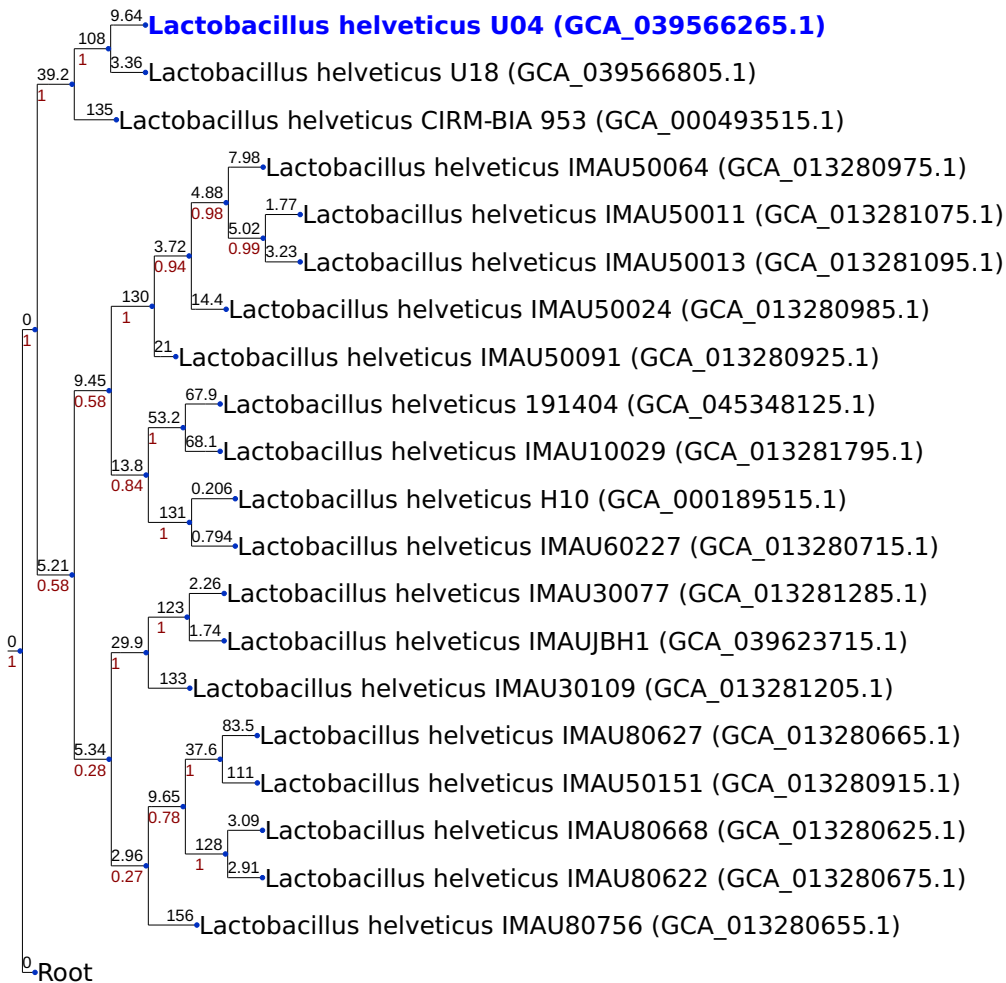 9.64
Lactobacillus helveticus U04 (GCA_039566265.1)
108
1
3.36
Lactobacillus helveticus U18 (GCA_039566805.1)
39.2
1
135
Lactobacillus helveticus CIRM-BIA 953 (GCA_000493515.1)
7.98
Lactobacillus helveticus IMAU50064 (GCA_013280975.1)
4.88
0.98
1.77
Lactobacillus helveticus IMAU50011 (GCA_013281075.1)
5.02
0.99
3.23
Lactobacillus helveticus IMAU50013 (GCA_013281095.1)
3.72
0.94
14.4
Lactobacillus helveticus IMAU50024 (GCA_013280985.1)
130
1
21
Lactobacillus helveticus IMAU50091 (GCA_013280925.1)
0
1
9.45
0.58
67.9
Lactobacillus helveticus 191404 (GCA_045348125.1)
53.2
1
68.1
Lactobacillus helveticus IMAU10029 (GCA_013281795.1)
13.8
0.84
0.206
Lactobacillus helveticus H10 (GCA_000189515.1)
131
1
0.794
Lactobacillus helveticus IMAU60227 (GCA_013280715.1)
5.21
0.58
2.26
Lactobacillus helveticus IMAU30077 (GCA_013281285.1)
123
1
1.74
Lactobacillus helveticus IMAUJBH1 (GCA_039623715.1)
29.9
1
133
Lactobacillus helveticus IMAU30109 (GCA_013281205.1)
0
1
5.34
0.28
83.5
Lactobacillus helveticus IMAU80627 (GCA_013280665.1)
37.6
1
111
Lactobacillus helveticus IMAU50151 (GCA_013280915.1)
9.65
0.78
3.09
Lactobacillus helveticus IMAU80668 (GCA_013280625.1)
128
1
2.91
Lactobacillus helveticus IMAU80622 (GCA_013280675.1)
2.96
0.27
156
Lactobacillus helveticus IMAU80756 (GCA_013280655.1)
0
Root